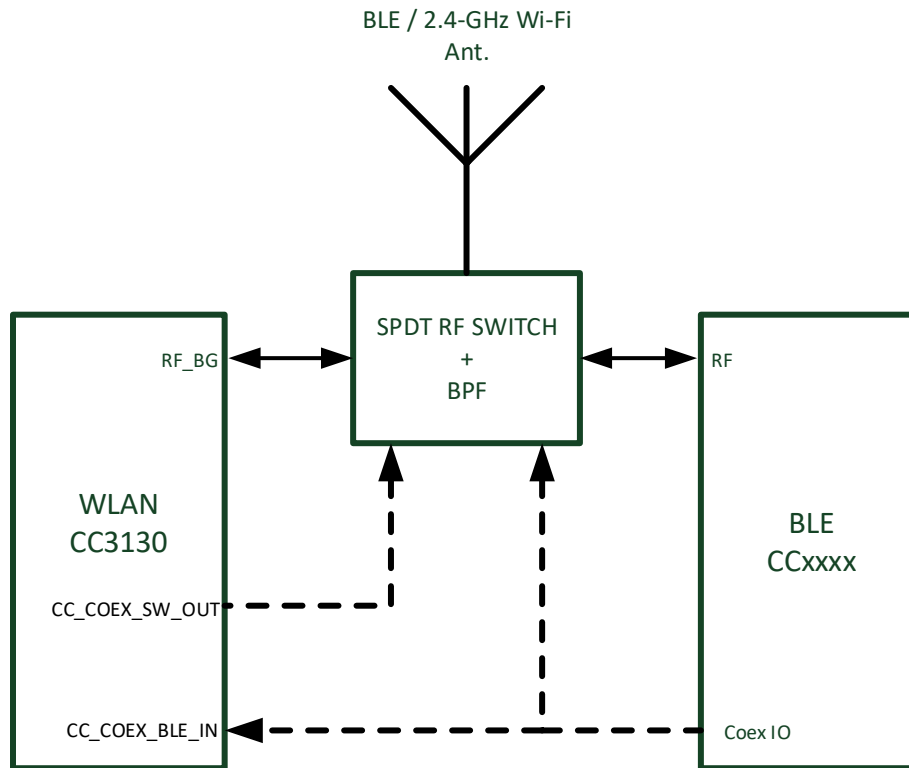 BLE / 2.4-GHz Wi-Fi
Ant.
SPDT RF SWITCH
+
BPF
RF_BG
RF
WLAN
CC3130
BLE
CCxxxx
CC_COEX_SW_OUT
CC_COEX_BLE_IN
Coex IO